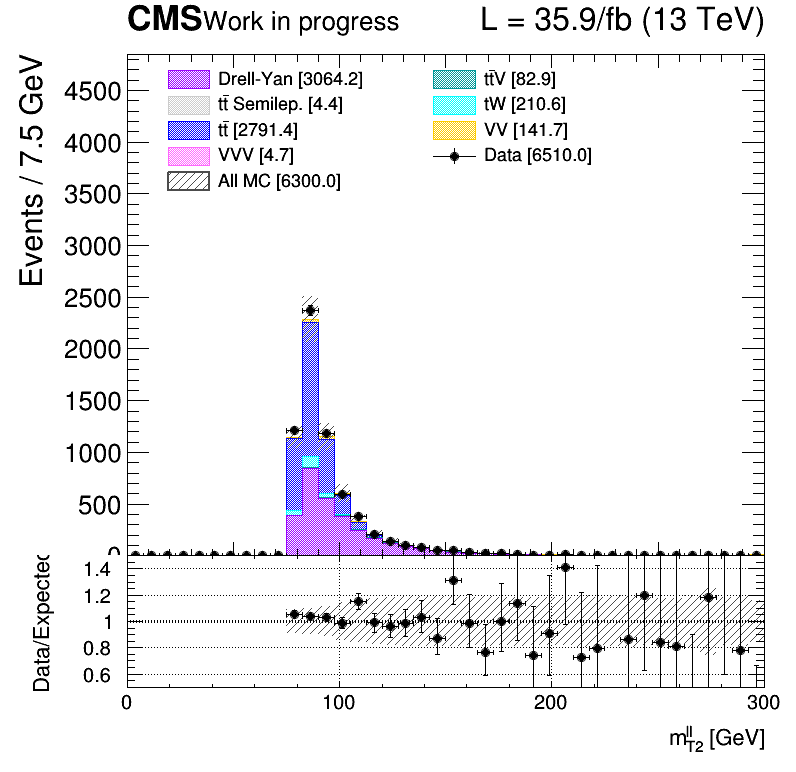 CMS Work in progress L = 35.9/fb (13 TeV)
Events / 7.5 GeV
4500
4000
3500
3000
2500
2000
1500
1000
500
0
Drell-Yan [3064.2]
tt̄ Semilep. [4.4]
tt̄ [2791.4]
VVV [4.7]
All MC [6300.0]
tt̄V [82.9]
tW [210.6]
VV [141.7]
Data [6510.0]
Data/Expected
1.4
1.2
1
0.8
0.6
0 100 200 300
m_{T2}^{ll} [GeV]